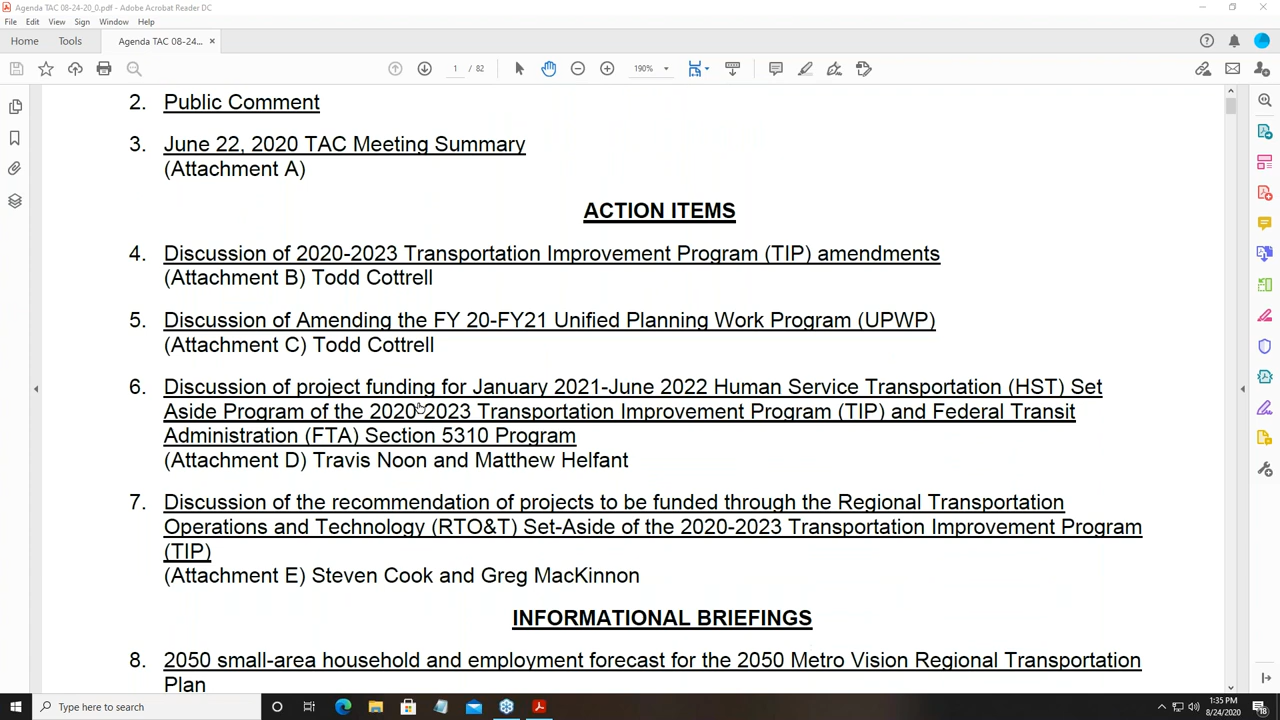 Agenda TAC 08-24-20_0.pdf - Adobe Acrobat Reader DC
File Edit View Sign Window Help
Home Tools Agenda TAC 08-24... ×
1 / 82 190%
2. Public Comment
3. June 22, 2020 TAC Meeting Summary
(Attachment A)
ACTION ITEMS
4. Discussion of 2020-2023 Transportation Improvement Program (TIP) amendments
(Attachment B) Todd Cottrell
5. Discussion of Amending the FY 20-FY21 Unified Planning Work Program (UPWP)
(Attachment C) Todd Cottrell
6. Discussion of project funding for January 2021-June 2022 Human Service Transportation (HST) Set
Aside Program of the 2020-2023 Transportation Improvement Program (TIP) and Federal Transit
Administration (FTA) Section 5310 Program
(Attachment D) Travis Noon and Matthew Helfant
7. Discussion of the recommendation of projects to be funded through the Regional Transportation
Operations and Technology (RTO&T) Set-Aside of the 2020-2023 Transportation Improvement Program
(TIP)
(Attachment E) Steven Cook and Greg MacKinnon
INFORMATIONAL BRIEFINGS
8. 2050 small-area household and employment forecast for the 2050 Metro Vision Regional Transportation
Plan
Type here to search
1:35 PM
8/24/2020
18